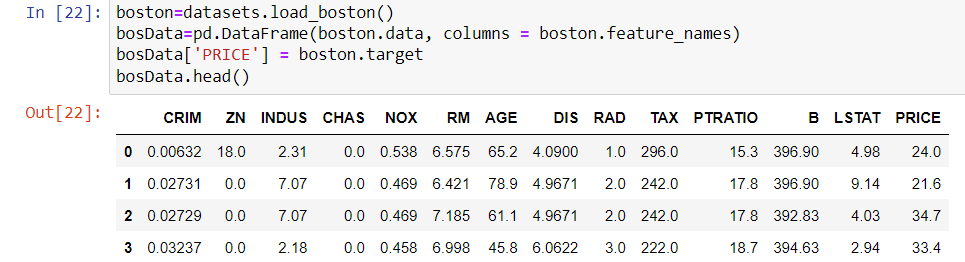 In [22]: boston=datasets.load_boston()
bosData=pd.DataFrame(boston.data, columns = boston.feature_names)
bosData['PRICE'] = boston.target
bosData.head()
Out[22]:
CRIM ZN INDUS CHAS NOX RM AGE DIS RAD TAX PTRATIO B LSTAT PRICE
0 0.00632 18.0 2.31 0.0 0.538 6.575 65.2 4.0900 1.0 296.0 15.3 396.90 4.98 24.0
1 0.02731 0.0 7.07 0.0 0.469 6.421 78.9 4.9671 2.0 242.0 17.8 396.90 9.14 21.6
2 0.02729 0.0 7.07 0.0 0.469 7.185 61.1 4.9671 2.0 242.0 17.8 392.83 4.03 34.7
3 0.03237 0.0 2.18 0.0 0.458 6.998 45.8 6.0622 3.0 222.0 18.7 394.63 2.94 33.4